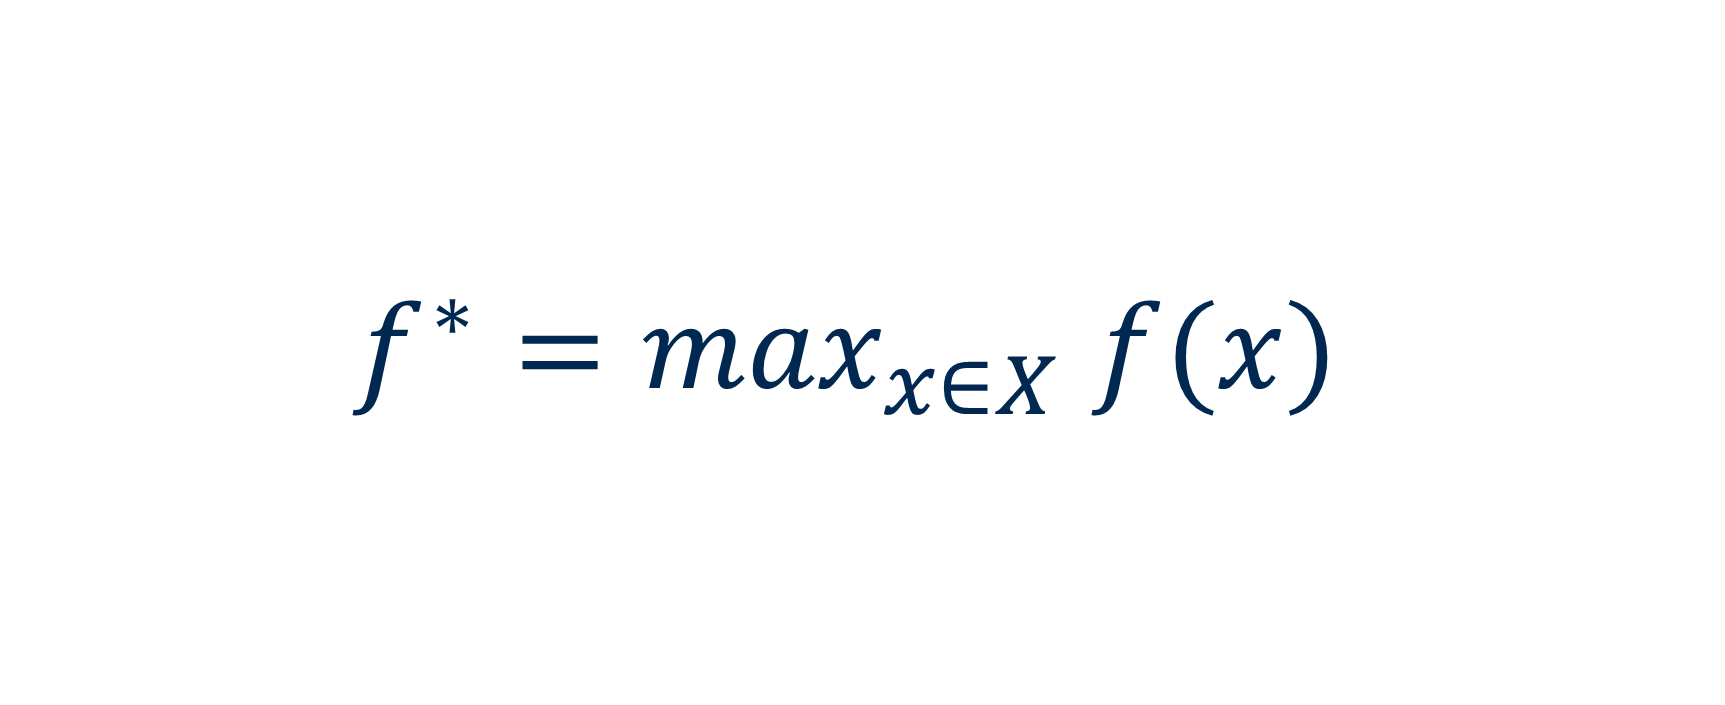 f* = max_{x∈X} f(x)